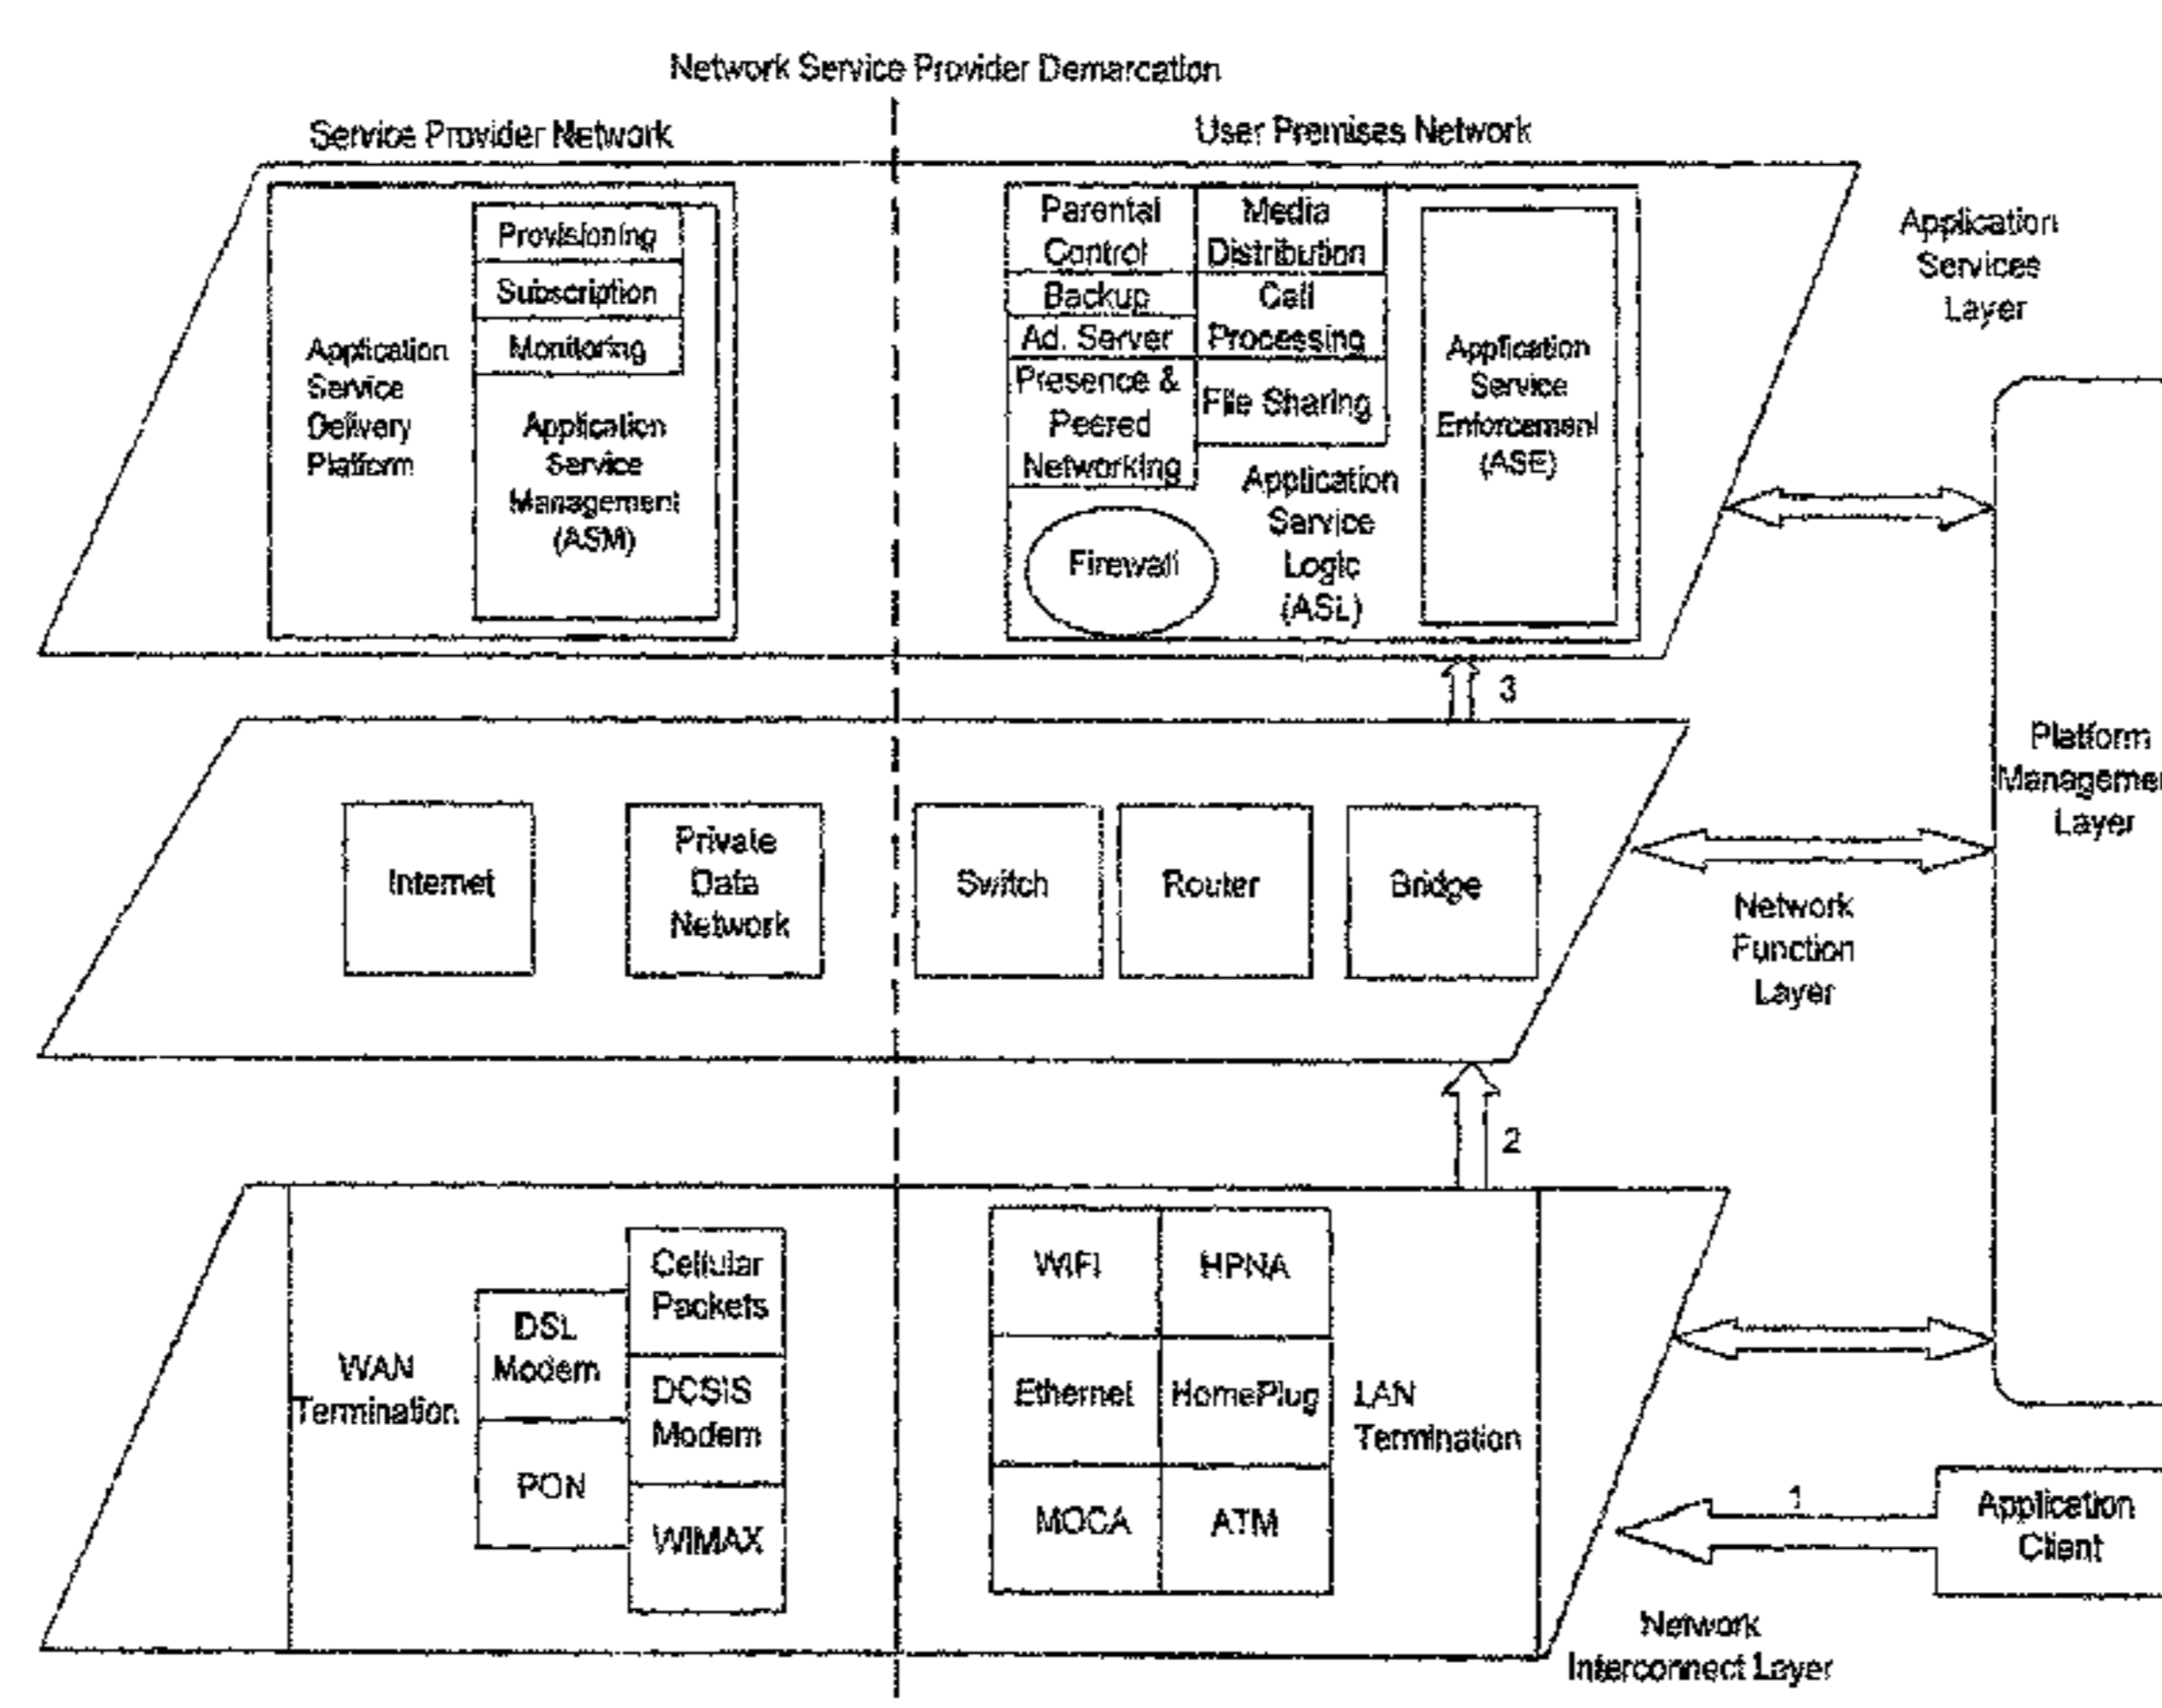 Network Service Provider Demarcation
Service Provider Network
User Premises Network
Provisioning
Subscription
Monitoring
Application
Service
Delivery
Platform
Application
Service
Management
(ASM)
Parental
Control
Backup
Ad. Server
Presence &
Peered
Networking
Media
Distribution
Call
Processing
File Sharing
Firewall
Application
Service
Logic
(ASL)
Application
Service
Enforcement
(ASE)
Application
Services
Layer
3
Internet
Private
Data
Network
Switch
Router
Bridge
Network
Function
Layer
Platform
Managemen
Layer
2
WAN
Termination
DSL
Modem
PON
Cellular
Packets
DCSIS
Modem
WIMAX
WIFI
HPNA
Ethernet
HomePlug
MOCA
ATM
LAN
Termination
1
Application
Client
Network
Interconnect Layer